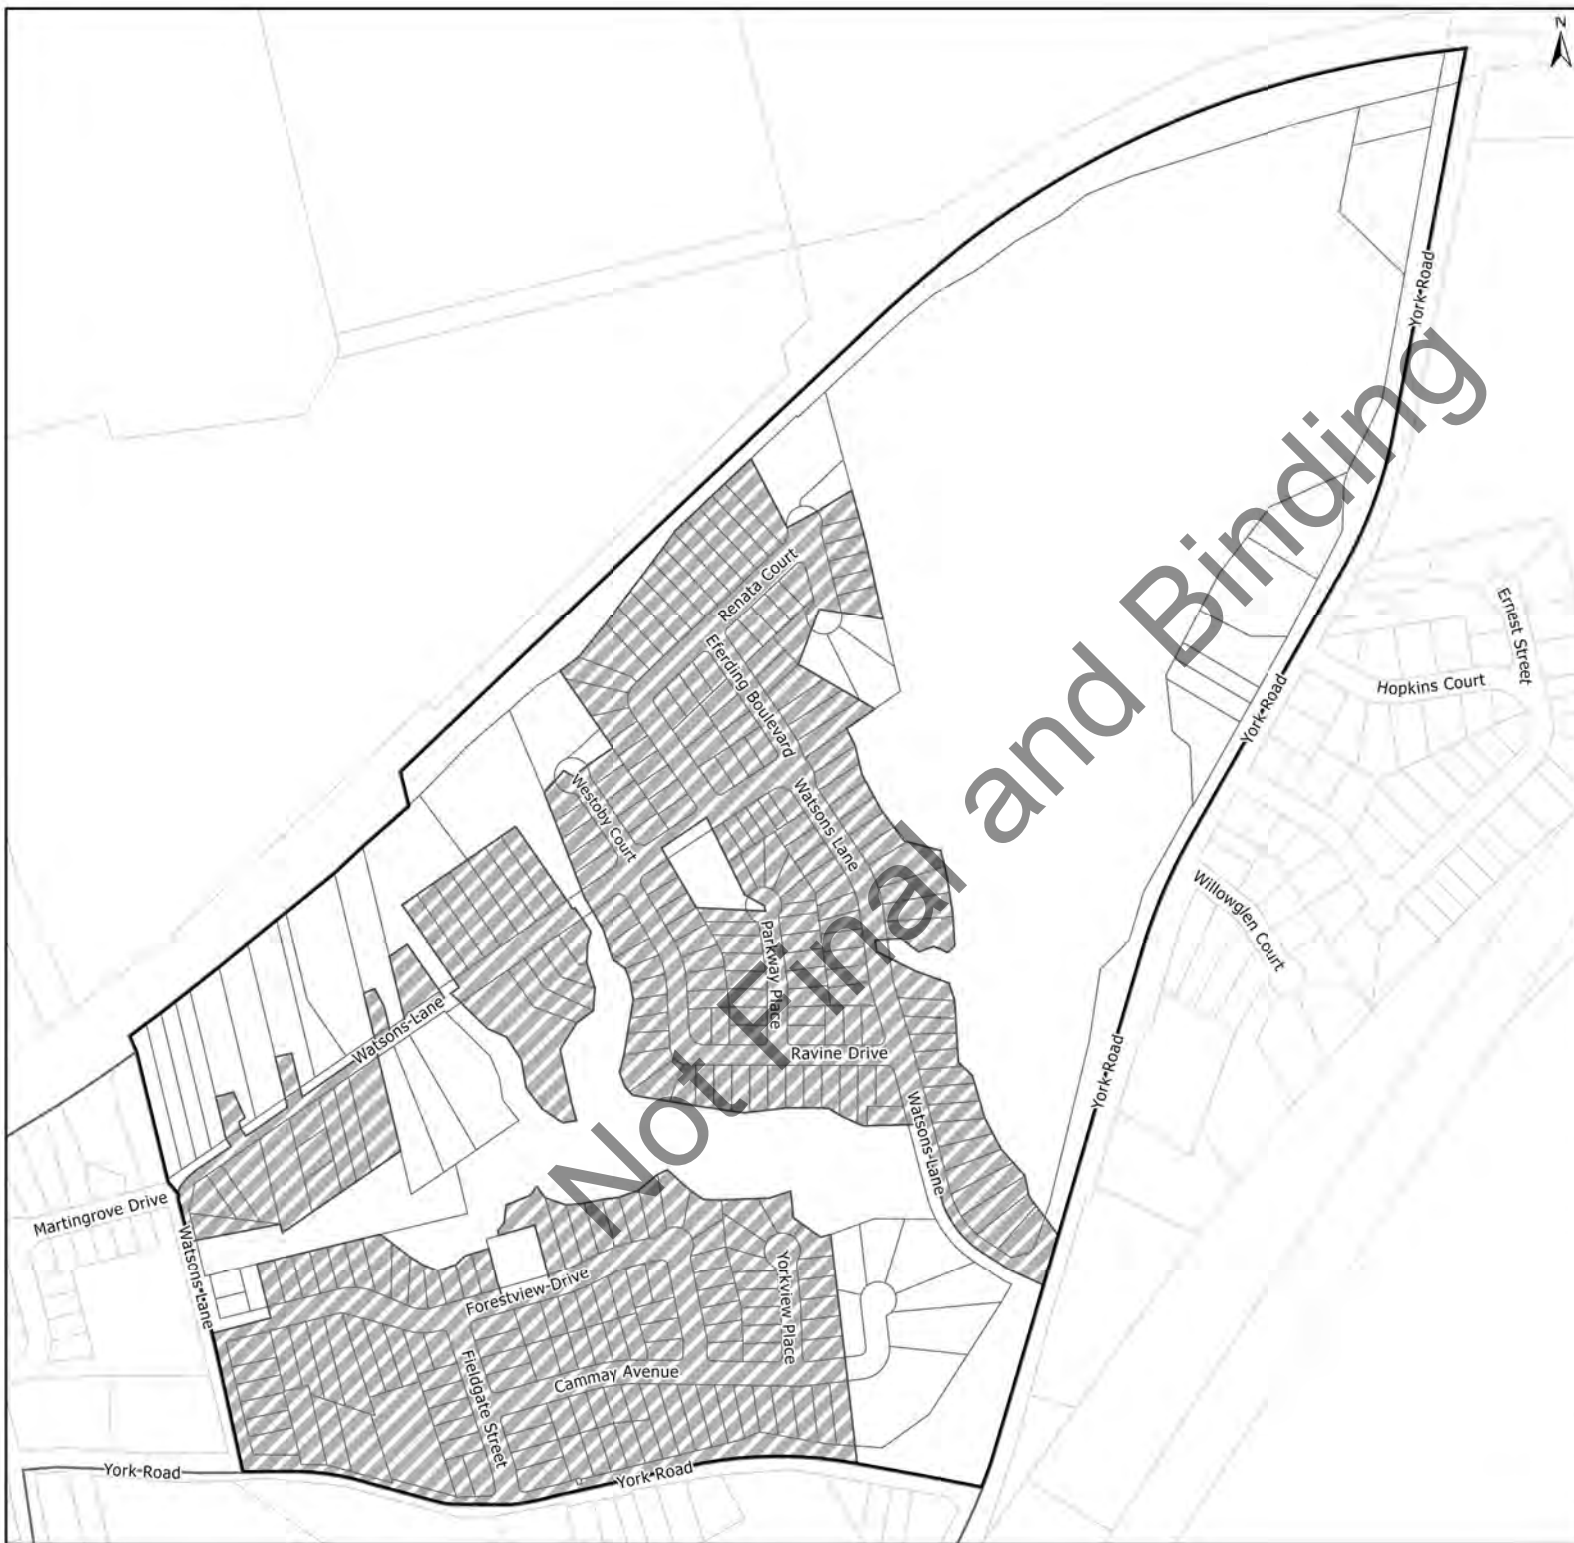 N
York Road
Ernest Street
Renata Court
Eferding Boulevard
Hopkins Court
York Road
Westoby Court
Watsons Lane
Willowglen Court
Parkway Place
Watsons Lane
Ravine Drive
York Road
Watsons Lane
Martingrove Drive
Watsons Lane
Forestview Drive
Yorkview Place
Cammay Avenue
Fieldgate Street
York Road
York Road
Not Final and Binding